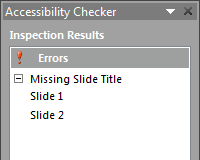 Accessibility Checker
Inspection Results
Errors
Missing Slide Title
Slide 1
Slide 2